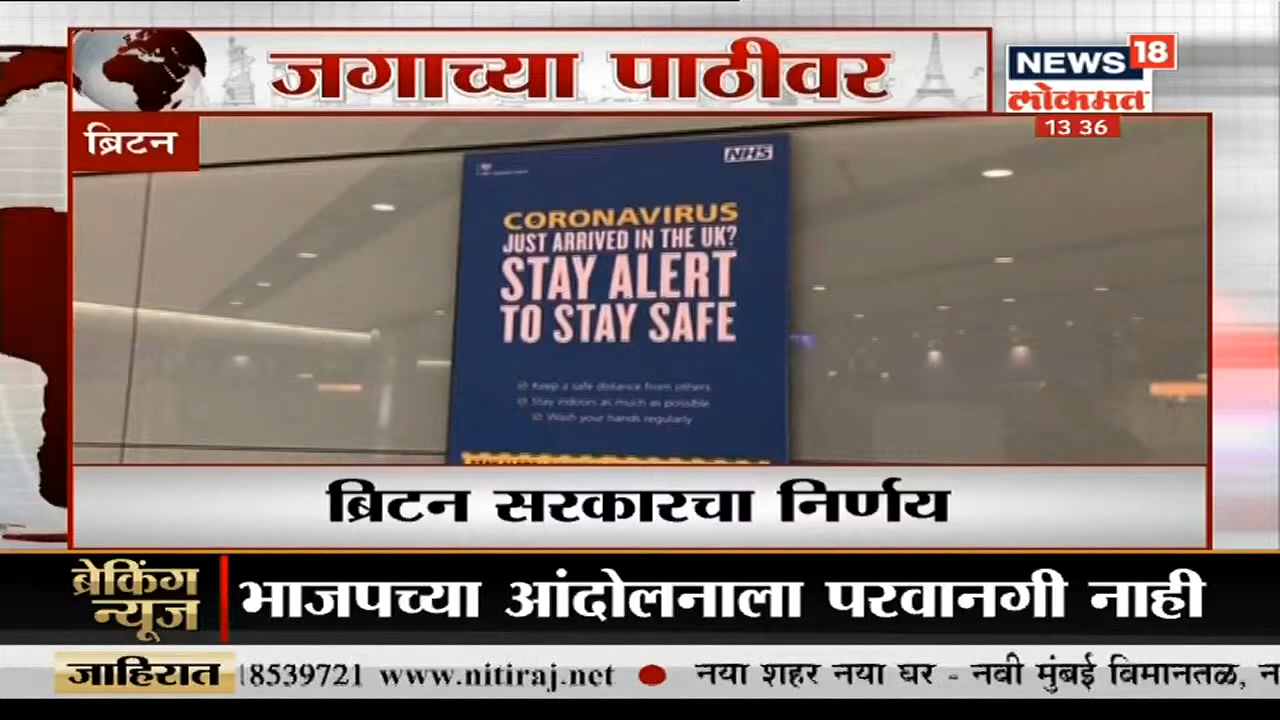 जगाच्या पाठीवर
NEWS 18
लोकमत
13 36
ब्रिटन
NHS
CORONAVIRUS
JUST ARRIVED IN THE UK?
STAY ALERT
TO STAY SAFE
Keep a safe distance from others
Stay indoors as much as possible
Wash your hands regularly
ब्रिटन सरकारचा निर्णय
ब्रेकिंग न्यूज
भाजपच्या आंदोलनाला परवानगी नाही
जाहिरात
18539721 www.nitiraj.net ● नया शहर नया घर - नवी मुंबई विमानतळ, न